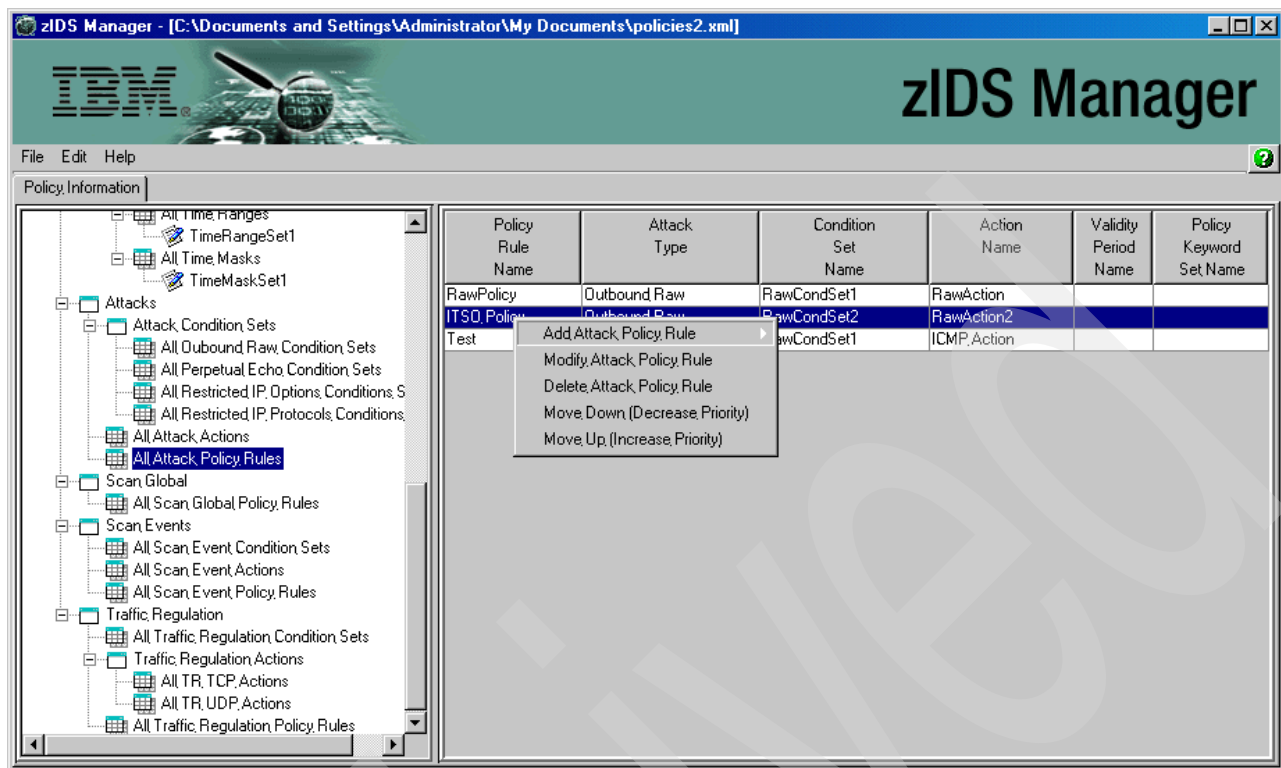 zIDS Manager - [C:\Documents and Settings\Administrator\My Documents\policies2.xml]
IBM®
zIDS Manager
File Edit Help
Policy Information
All Time Ranges
TimeRangeSet1
All Time Masks
TimeMaskSet1
Attacks
Attack Condition Sets
All Oubound Raw Condition Sets
All Perpetual Echo Condition Sets
All Restricted IP Options Conditions S
All Restricted IP Protocols Conditions
All Attack Actions
All Attack Policy Rules
Scan Global
All Scan Global Policy Rules
Scan Events
All Scan Event Condition Sets
All Scan Event Actions
All Scan Event Policy Rules
Traffic Regulation
All Traffic Regulation Condition Sets
Traffic Regulation Actions
All TR TCP Actions
All TR UDP Actions
All Traffic Regulation Policy Rules
Policy Rule Name
Attack Type
Condition Set Name
Action Name
Validity Period Name
Policy Keyword Set Name
RawPolicy Outbound Raw RawCondSet1 RawAction
ITSO Policy Outbound Raw RawCondSet2 RawAction2
Test awCondSet1 ICMP Action
Add Attack Policy Rule
Modify Attack Policy Rule
Delete Attack Policy Rule
Move Down (Decrease Priority)
Move Up (Increase Priority)